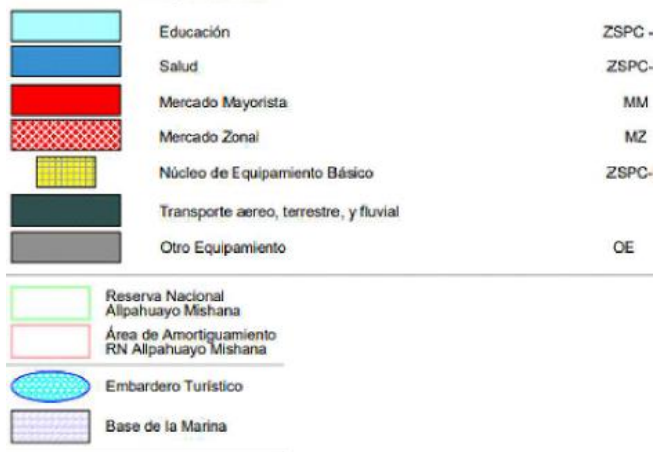 Educación ZSPC -
Salud ZSPC-
Mercado Mayorista MM
Mercado Zonal MZ
Núcleo de Equipamiento Básico ZSPC-
Transporte aereo, terrestre, y fluvial
Otro Equipamiento OE
Reserva Nacional
Allpahuayo Mishana
Área de Amortiguamiento
RN Allpahuayo Mishana
Embardero Turístico
Base de la Marina